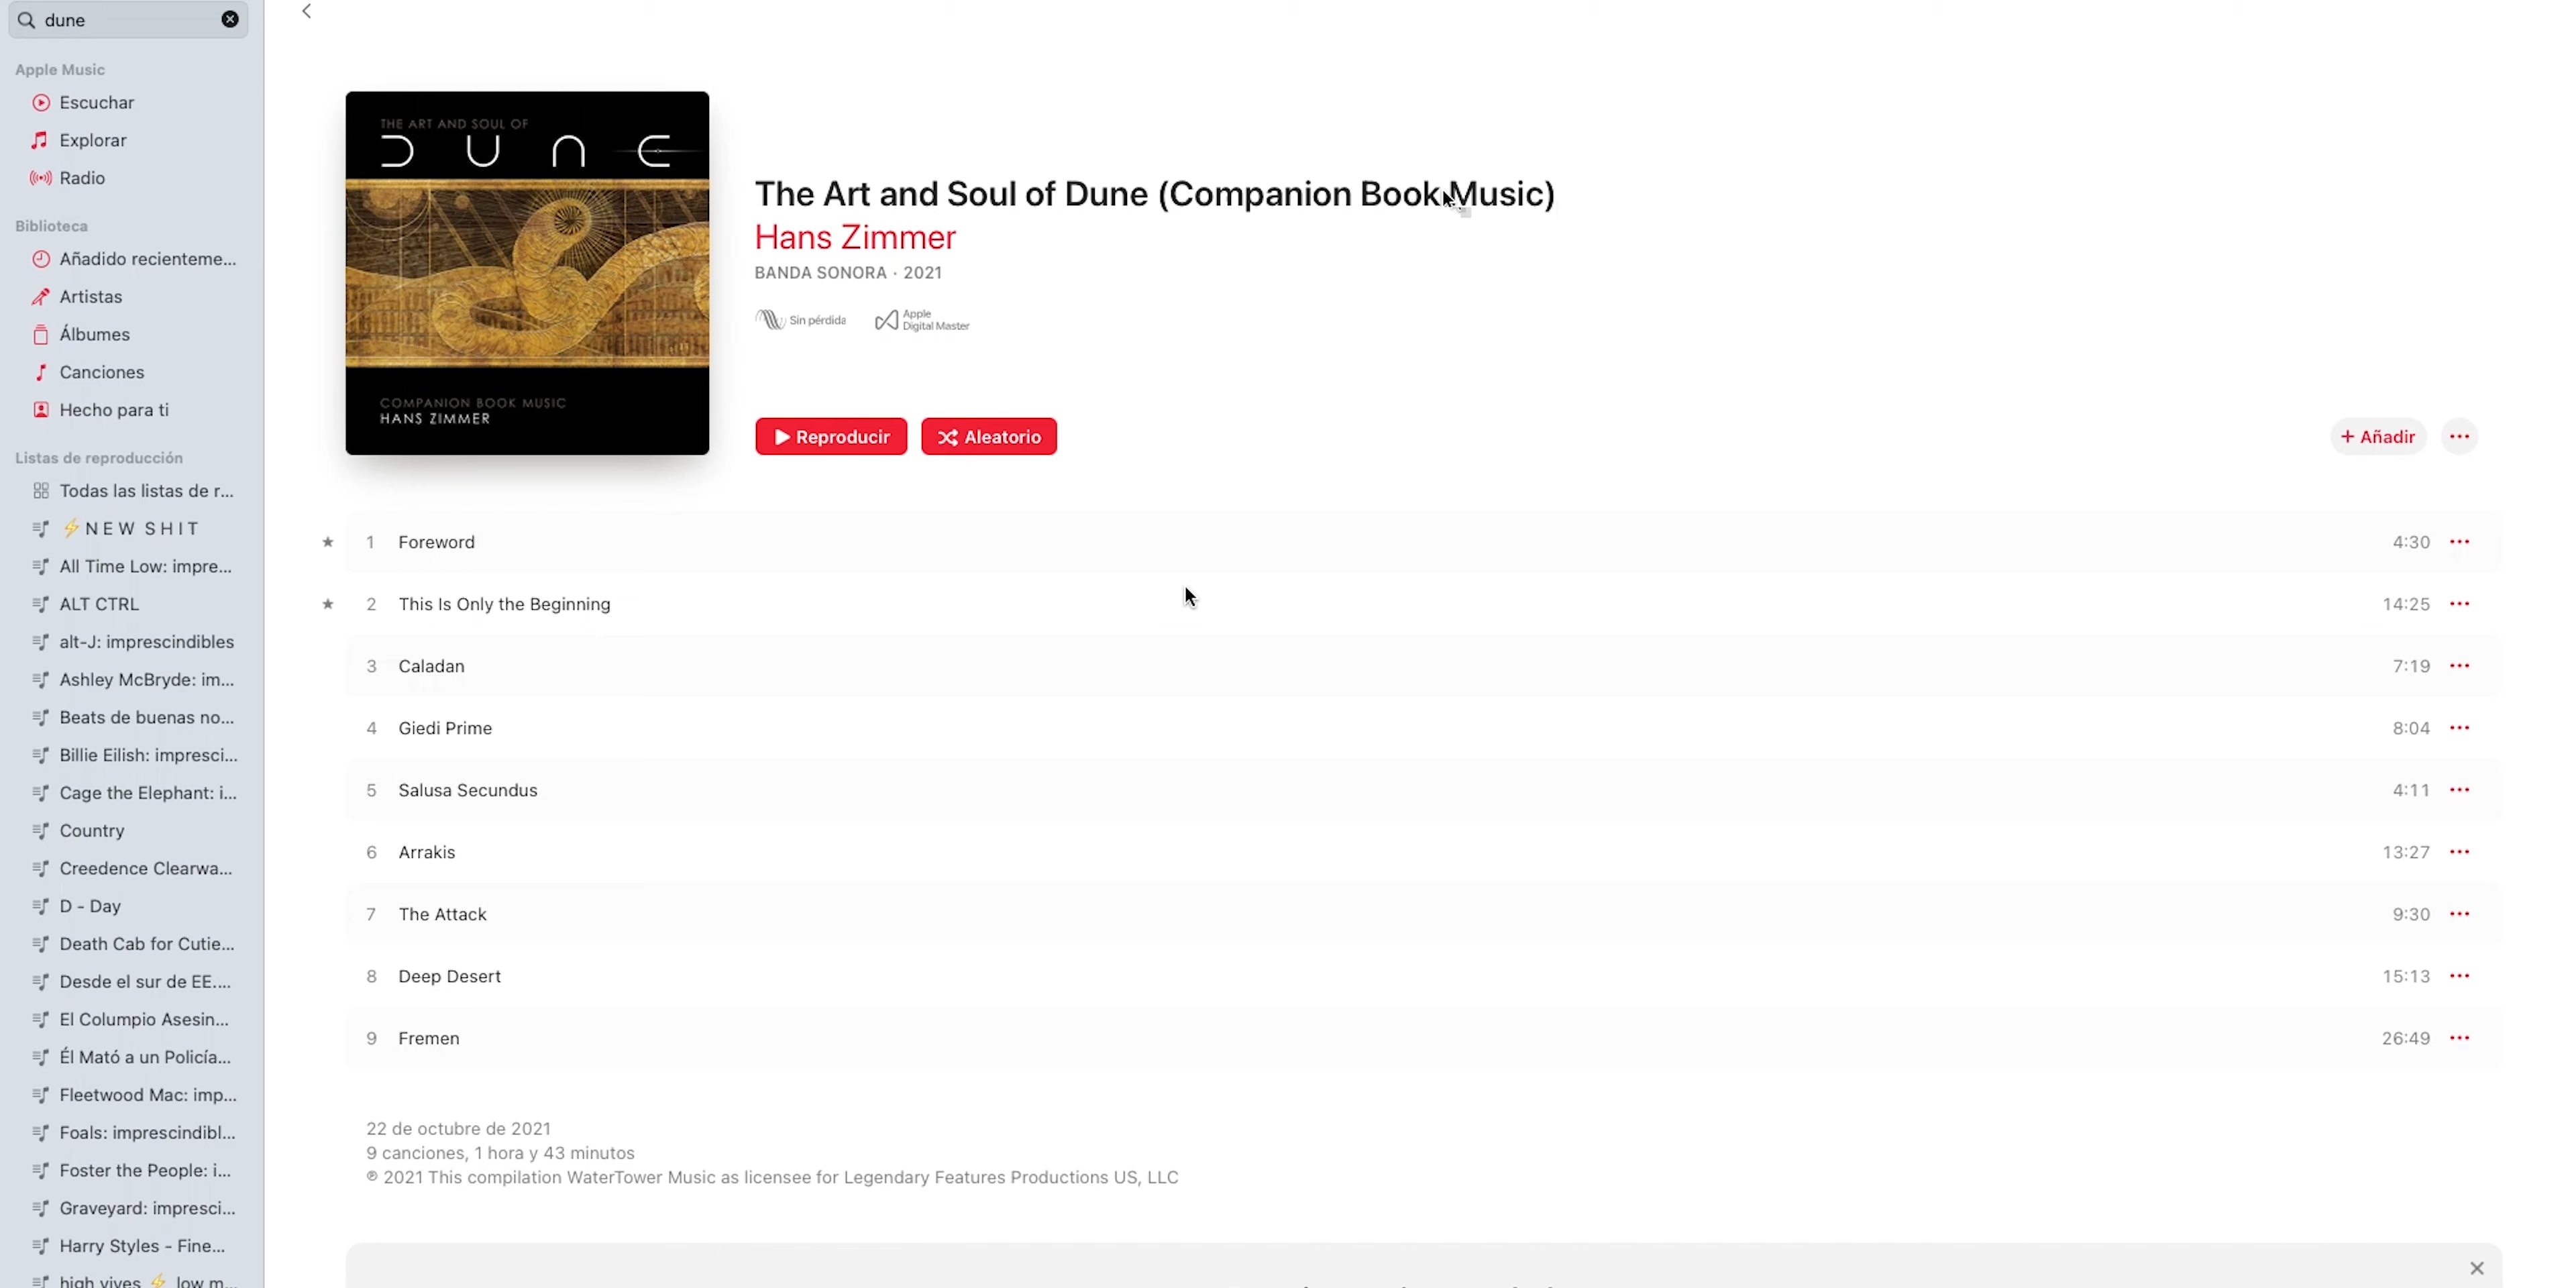 dune
Apple Music
Escuchar
Explorar
Radio
Biblioteca
Añadido recienteme...
Artistas
Álbumes
Canciones
Hecho para ti
Listas de reproducción
Todas las listas de r...
⚡ N E W S H I T
All Time Low: impre...
ALT CTRL
alt-J: imprescindibles
Ashley McBryde: im...
Beats de buenas no...
Billie Eilish: impresci...
Cage the Elephant: i...
Country
Creedence Clearwa...
D - Day
Death Cab for Cutie...
Desde el sur de EE....
El Columpio Asesin...
Él Mató a un Policía...
Fleetwood Mac: imp...
Foals: imprescindibl...
Foster the People: i...
Graveyard: impresci...
Harry Styles - Fine...
high vives ⚡ low m...
THE ART AND SOUL OF
DUNE
COMPANION BOOK MUSIC
HANS ZIMMER
The Art and Soul of Dune (Companion Book Music)
Hans Zimmer
BANDA SONORA · 2021
Sin pérdida
Apple
Digital Master
Reproducir
Aleatorio
+ Añadir
★ 1 Foreword 4:30
★ 2 This Is Only the Beginning 14:25
3 Caladan 7:19
4 Giedi Prime 8:04
5 Salusa Secundus 4:11
6 Arrakis 13:27
7 The Attack 9:30
8 Deep Desert 15:13
9 Fremen 26:49
22 de octubre de 2021
9 canciones, 1 hora y 43 minutos
℗ 2021 This compilation WaterTower Music as licensee for Legendary Features Productions US, LLC